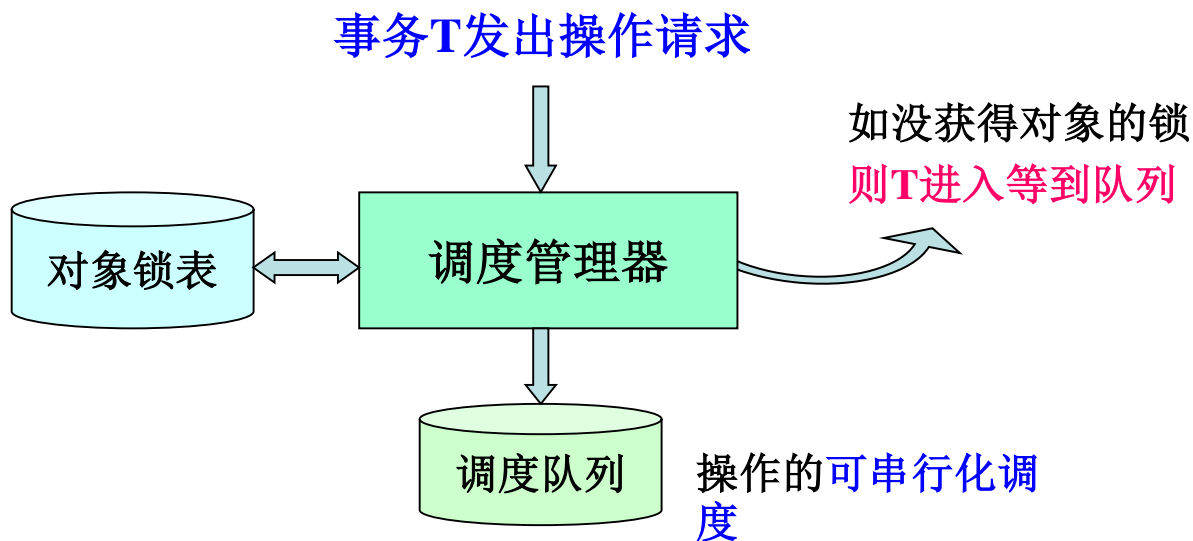 事务T发出操作请求
如没获得对象的锁
则T进入等到队列
对象锁表
调度管理器
调度队列
操作的可串行化调
度